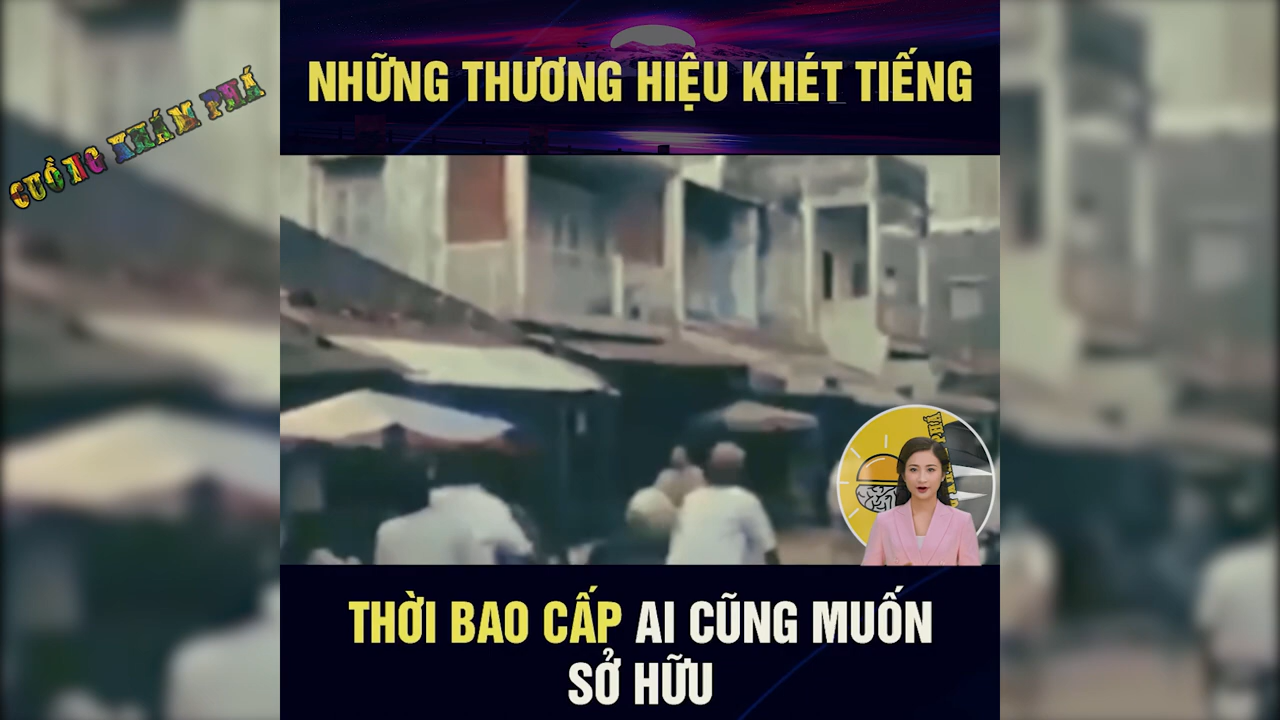 NHỮNG THƯƠNG HIỆU KHÉT TIẾNG
CUỒNG KHÁM PHÁ
THỜI BAO CẤP AI CŨNG MUỐN
SỞ HỮU